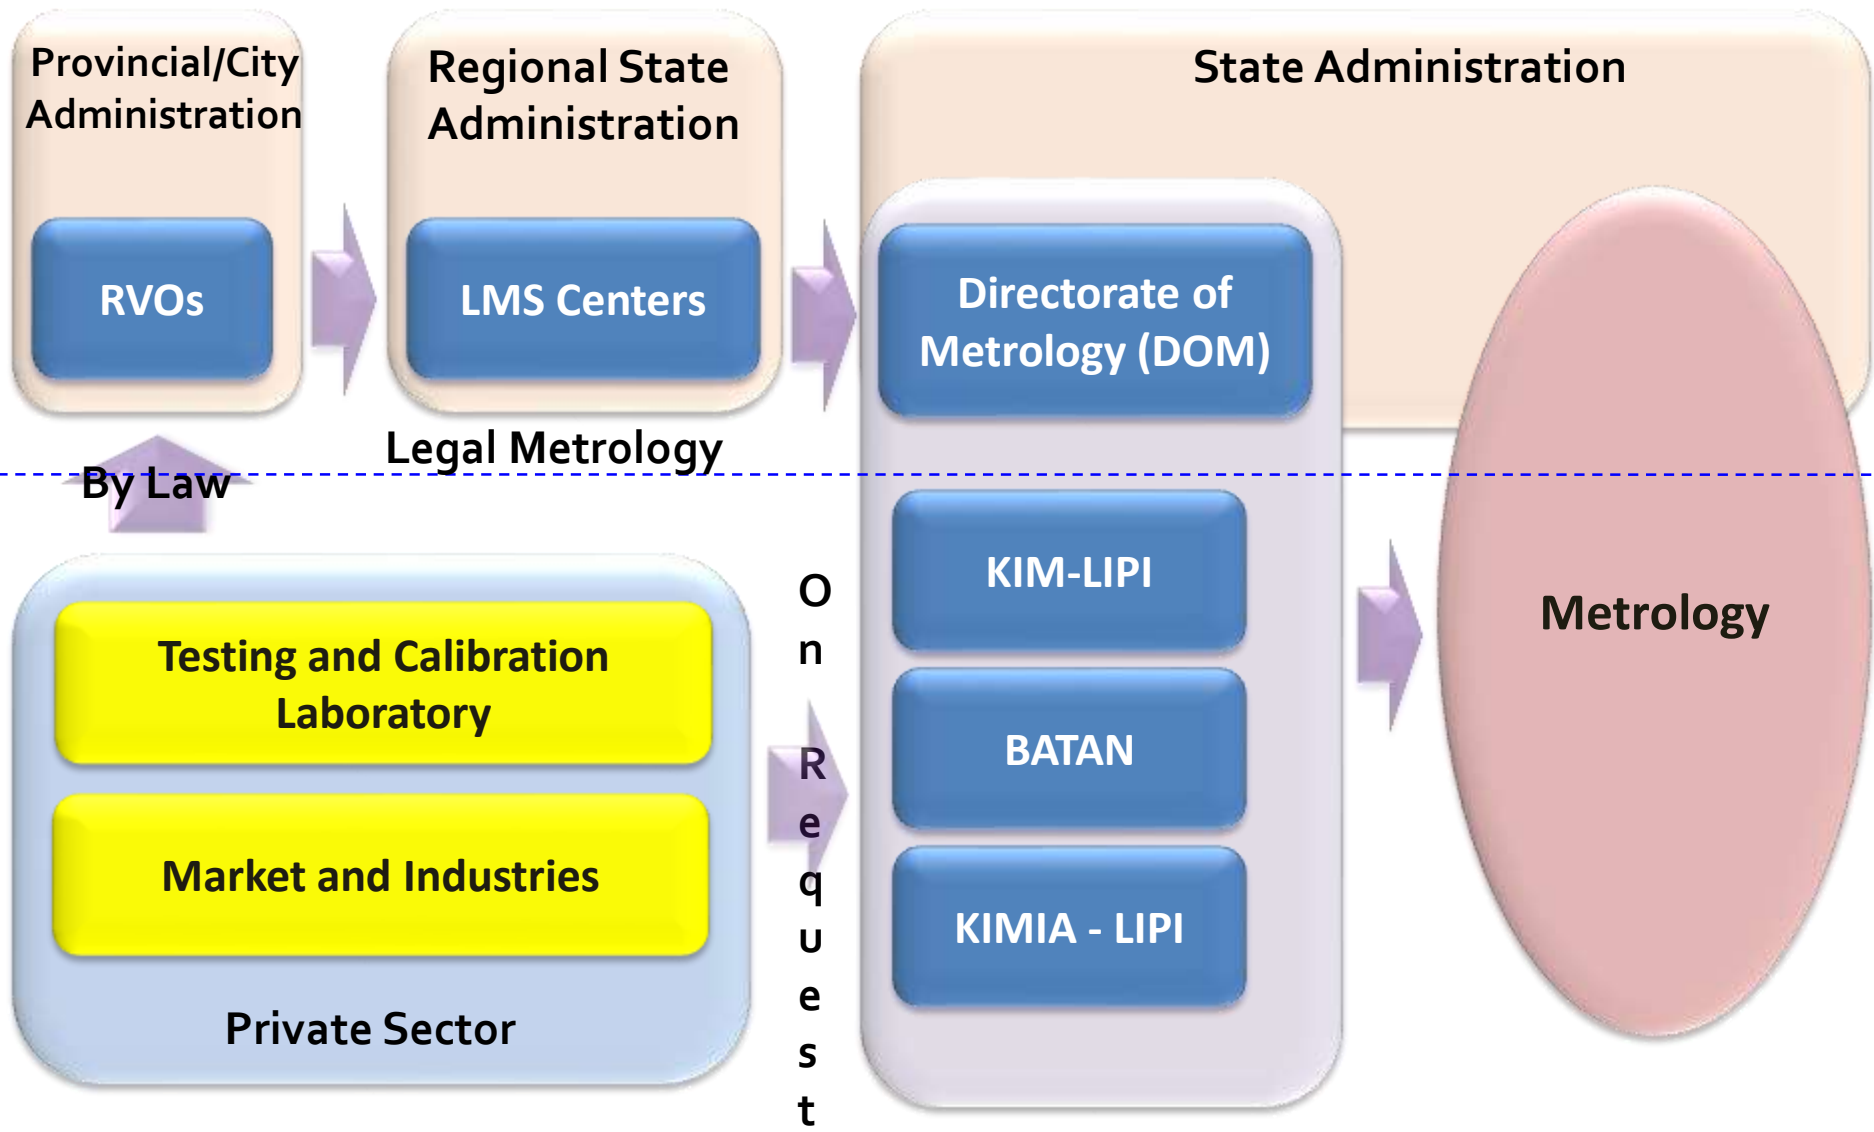 Provincial/City
Administration
RVOs
Regional State
Administration
LMS Centers
State Administration
Directorate of
Metrology (DOM)
Legal Metrology
By Law
Testing and Calibration
Laboratory
Market and Industries
Private Sector
O
n
R
e
q
u
e
s
t
KIM-LIPI
BATAN
KIMIA - LIPI
Metrology